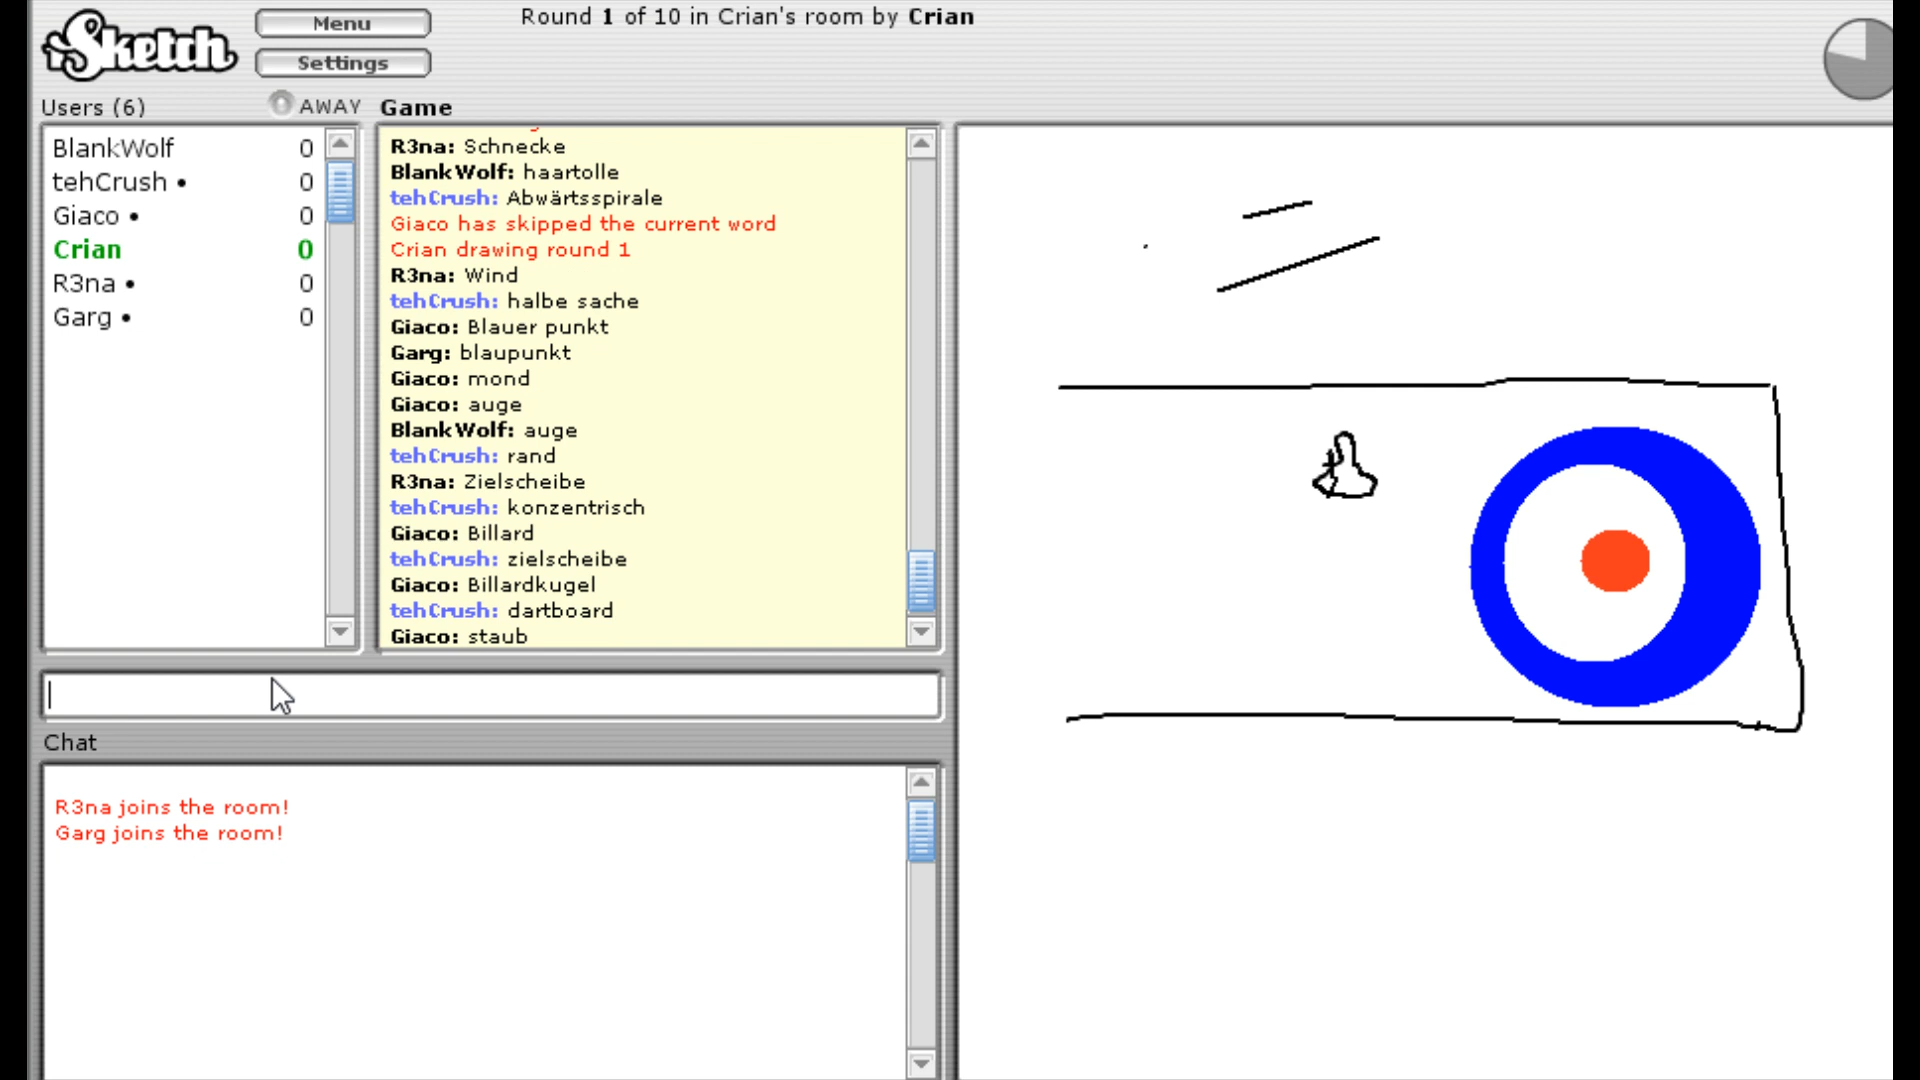 iSketch
Menu
Settings
Round 1 of 10 in Crian's room by Crian
Users (6)
AWAY
Game
BlankWolf 0
tehCrush • 0
Giaco • 0
Crian 0
R3na • 0
Garg • 0
R3na: Schnecke
BlankWolf: haartolle
tehCrush: Abwärtsspirale
Giaco has skipped the current word
Crian drawing round 1
R3na: Wind
tehCrush: halbe sache
Giaco: Blauer punkt
Garg: blaupunkt
Giaco: mond
Giaco: auge
BlankWolf: auge
tehCrush: rand
R3na: Zielscheibe
tehCrush: konzentrisch
Giaco: Billard
tehCrush: zielscheibe
Giaco: Billardkugel
tehCrush: dartboard
Giaco: staub
Chat
R3na joins the room!
Garg joins the room!